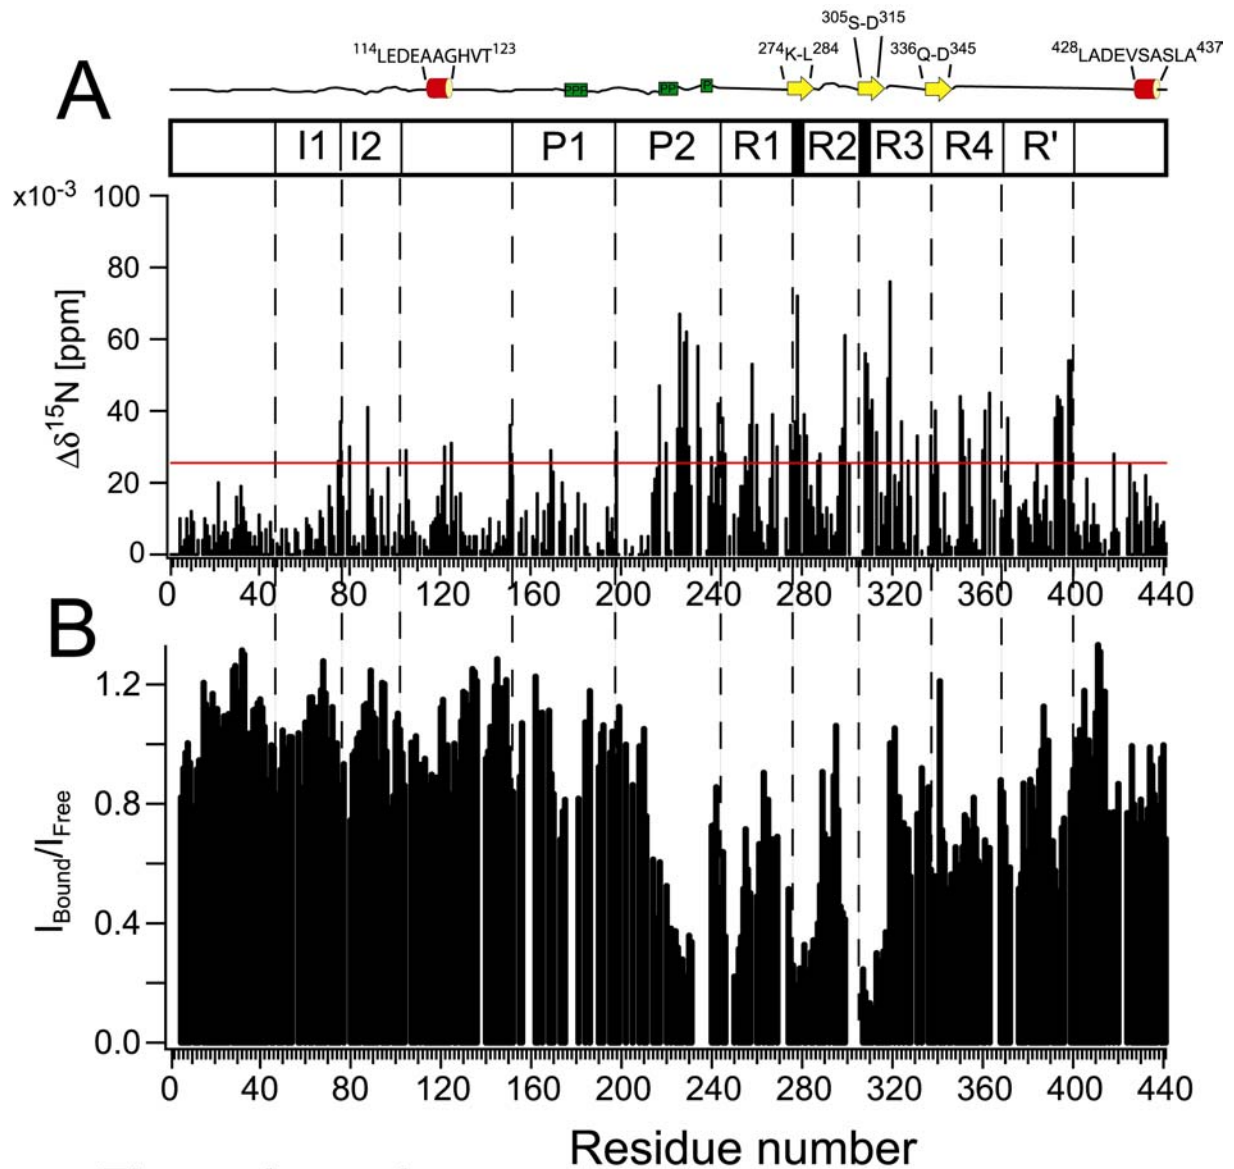 305S-D315
114LEDEAAGHVT123
274K-L284
336Q-D345
428LADEVSASLA437
A
PPP
PP
P
I1 I2 P1 P2 R1 R2 R3 R4 R'
x10-3
100
80
60
40
20
0
Δδ15N [ppm]
0 40 80 120 160 200 240 280 320 360 400 440
B
1.2
0.8
0.4
0.0
IBound/IFree
0 40 80 120 160 200 240 280 320 360 400 440
Residue number